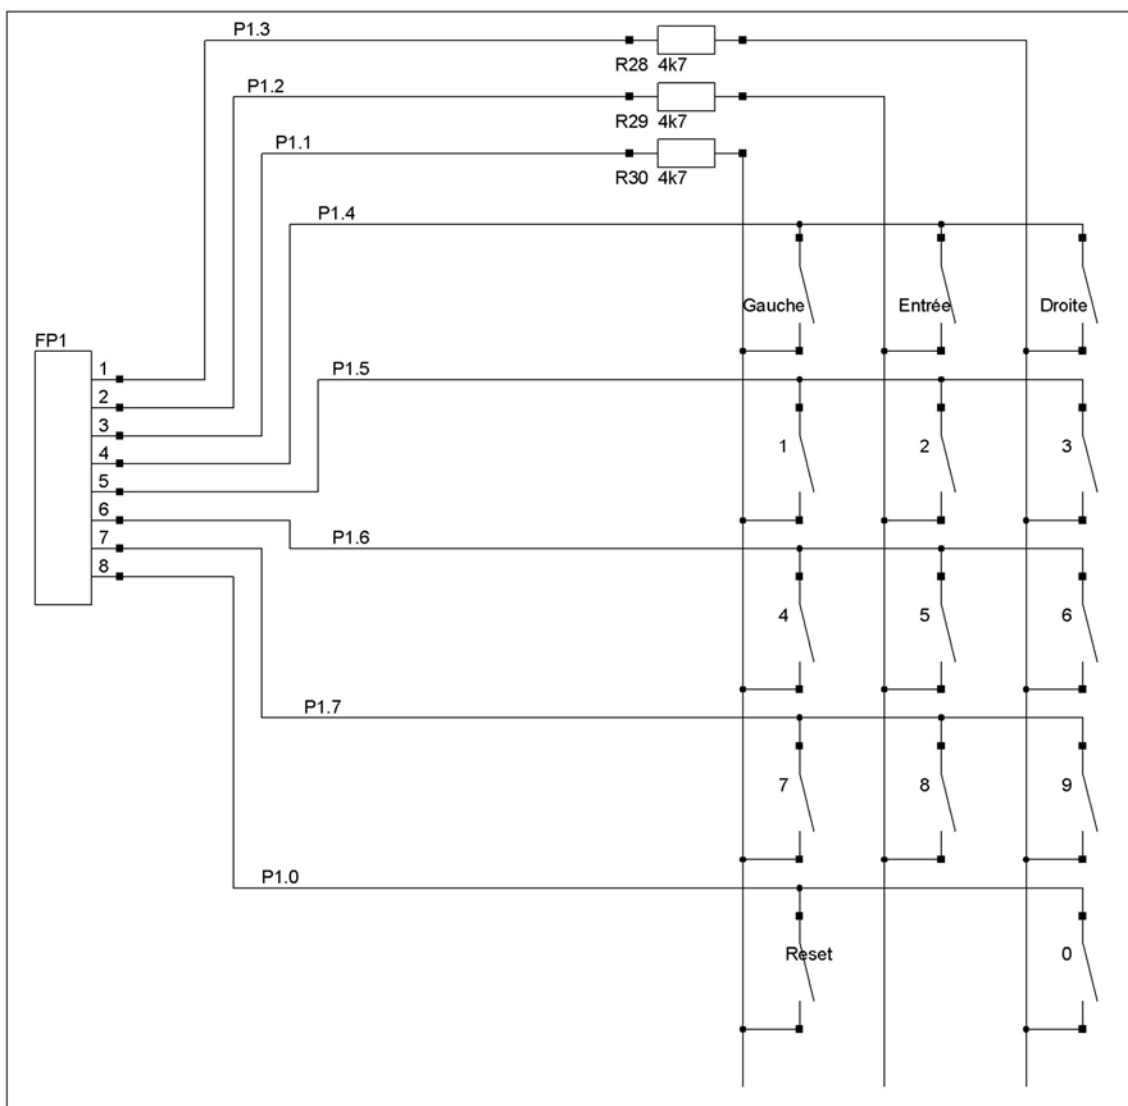 P1.3
R28 4k7
P1.2
R29 4k7
P1.1
R30 4k7
P1.4
Gauche Entrée Droite
FP1
1
P1.5
2
3
1 2 3
4
5
6
P1.6
7
8
4 5 6
P1.7
7 8 9
P1.0
Reset 0